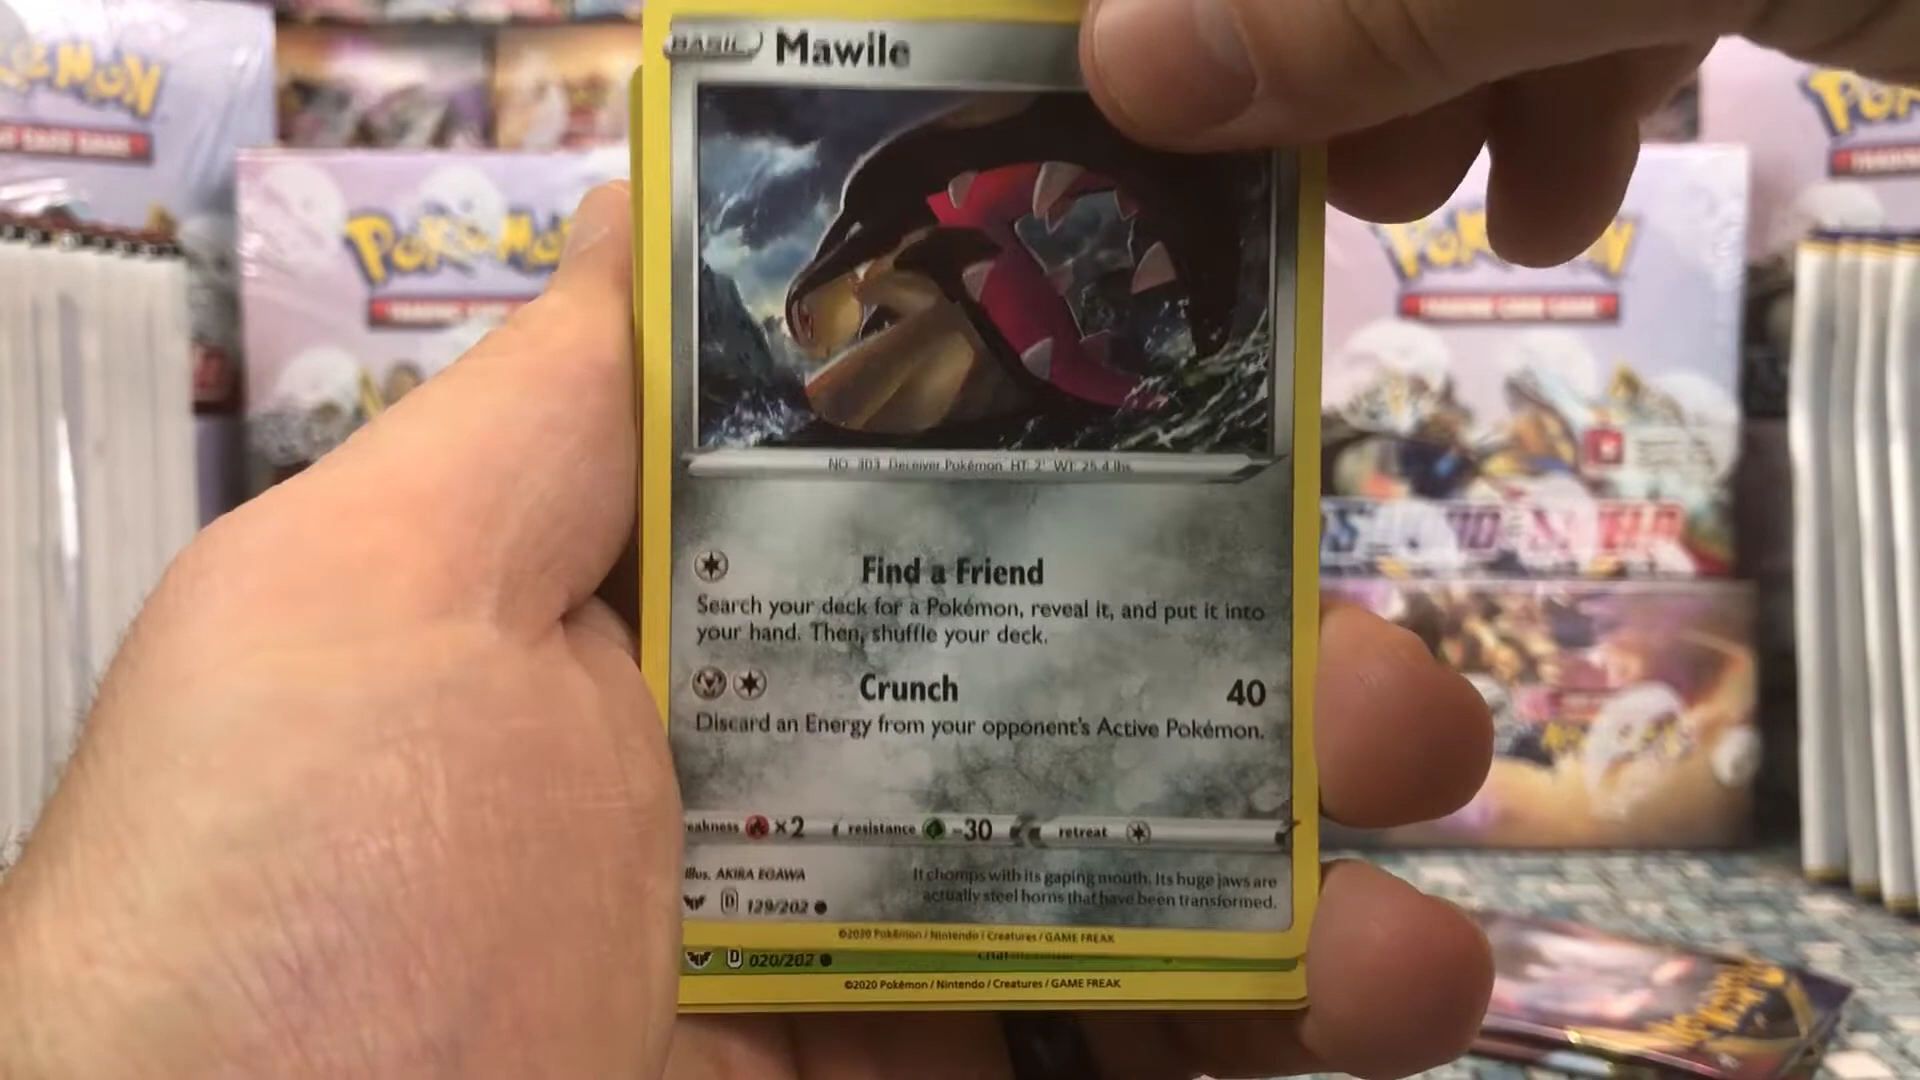 BASIC Mawile
NO. 303 Deceiver Pokémon HT: 2' WT: 25.4 lbs.
Find a Friend
Search your deck for a Pokémon, reveal it, and put it into
your hand. Then, shuffle your deck.
Crunch 40
Discard an Energy from your opponent's Active Pokémon.
eakness ×2 resistance -30 retreat
Illus. AKIRA EGAWA
It chomps with its gaping mouth. Its huge jaws are
actually steel horns that have been transformed.
D 129/202
©2020 Pokémon / Nintendo / Creatures / GAME FREAK
D 020/202
©2020 Pokémon / Nintendo / Creatures / GAME FREAK
POKéMON
POKéMON
TRADING CARD GAME